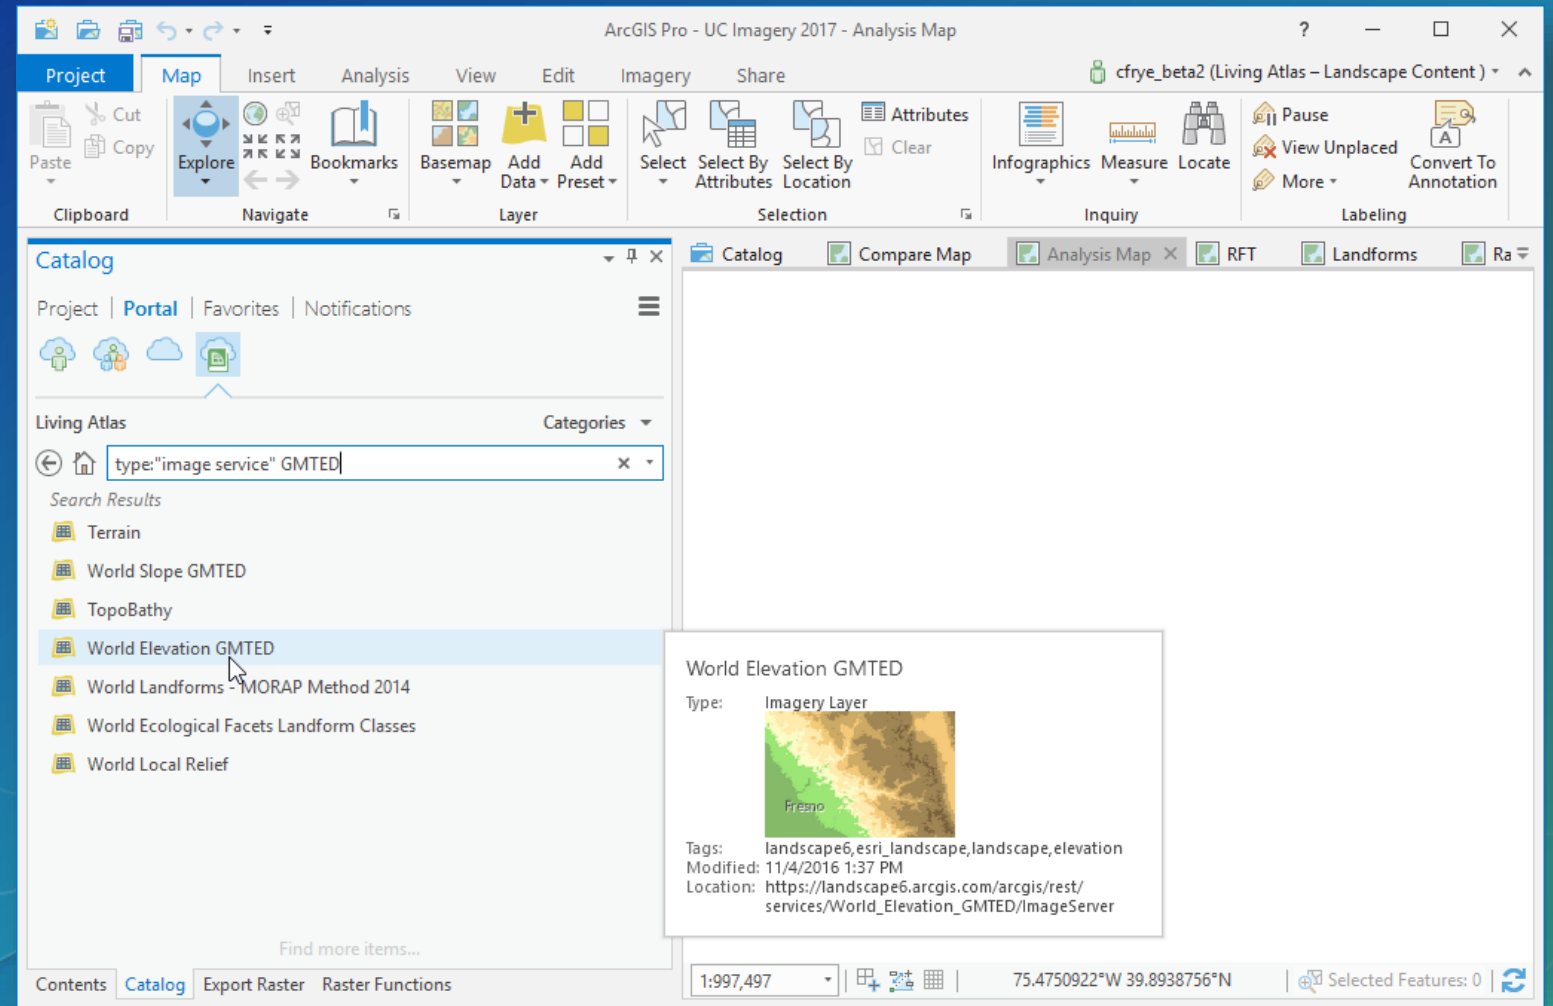 ArcGIS Pro - UC Imagery 2017 - Analysis Map
?
Project Map Insert Analysis View Edit Imagery Share
cfrye_beta2 (Living Atlas – Landscape Content )
Paste
Cut
Copy
Clipboard
Explore
Bookmarks
Navigate
Basemap
Add
Data
Add
Preset
Layer
Select
Select By
Attributes
Select By
Location
Attributes
Clear
Selection
Infographics
Measure
Locate
Inquiry
Pause
View Unplaced
More
A
Convert To
Annotation
Labeling
Catalog
Project Portal Favorites Notifications
Living Atlas
Categories
type:"image service" GMTED
Search Results
Terrain
World Slope GMTED
TopoBathy
World Elevation GMTED
World Landforms - MORAP Method 2014
World Ecological Facets Landform Classes
World Local Relief
Find more items...
Contents Catalog Export Raster Raster Functions
Catalog Compare Map Analysis Map RFT Landforms Ra
World Elevation GMTED
Type: Imagery Layer
Fresno
Tags: landscape6,esri_landscape,landscape,elevation
Modified: 11/4/2016 1:37 PM
Location: https://landscape6.arcgis.com/arcgis/rest/
services/World_Elevation_GMTED/ImageServer
1:997,497
75.4750922°W 39.8938756°N
Selected Features: 0